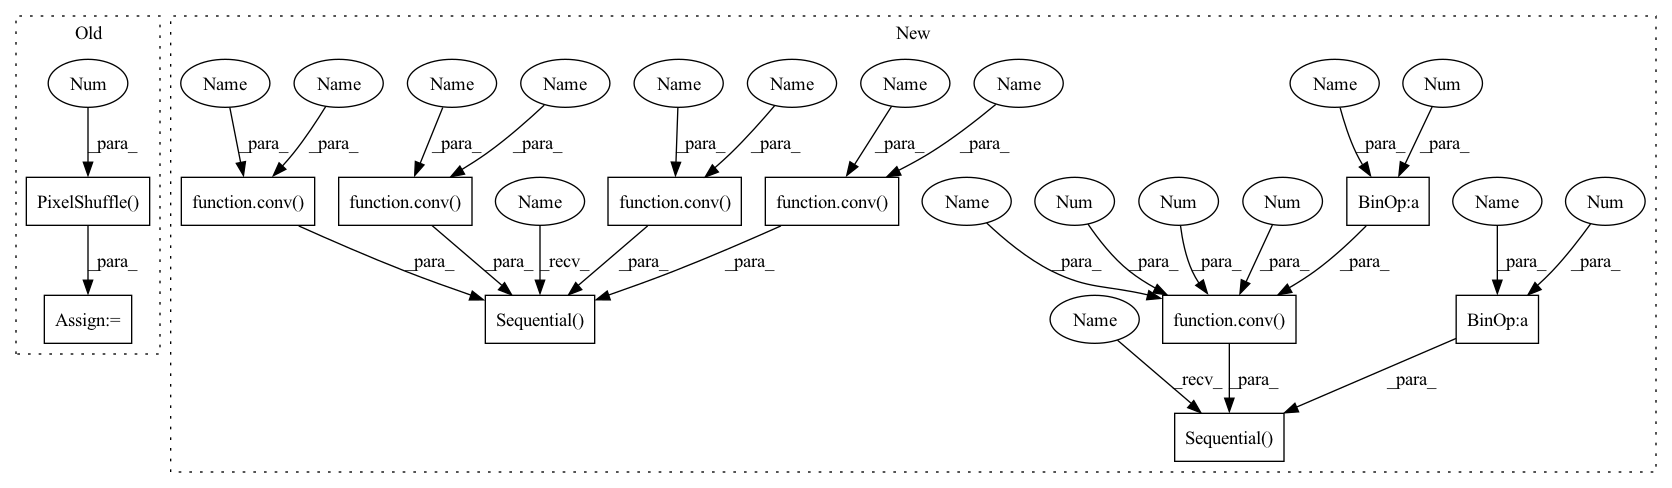 Old
New
Num
Name
Name
Name
Name
Name
Name
Name
Name
Name
Num
_para_
_para_
_para_
_para_
_para_
_para_
_para_
_para_
_para_
_para_
_para_
PixelShuffle()
function.conv()
function.conv()
Name
function.conv()
function.conv()
Name
Num
Num
Num
BinOp:a
Name
Num
_para_
_para_
_para_
_recv_
_para_
_para_
_para_
_para_
_para_
_para_
_para_
_para_
_para_
Assign:=
Sequential()
Name
function.conv()
BinOp:a
_recv_
_para_
_para_
Sequential()